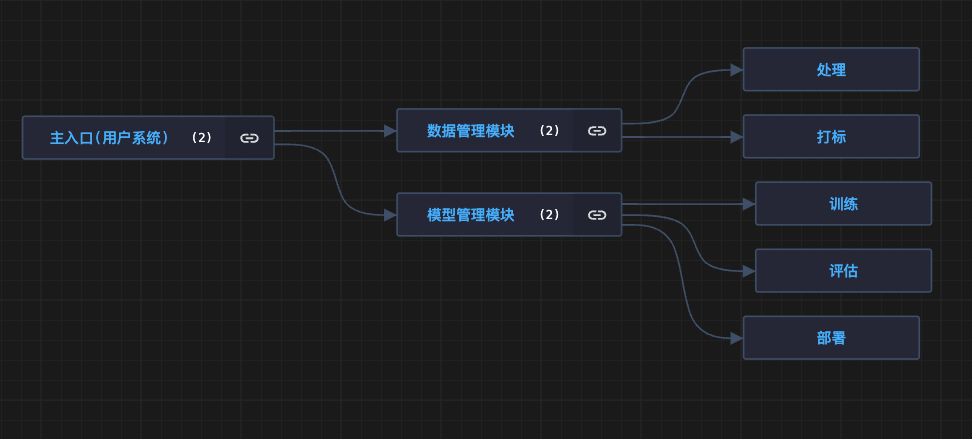 主入口(用户系统) (2)
数据管理模块 (2)
处理
打标
模型管理模块 (2)
训练
评估
部署